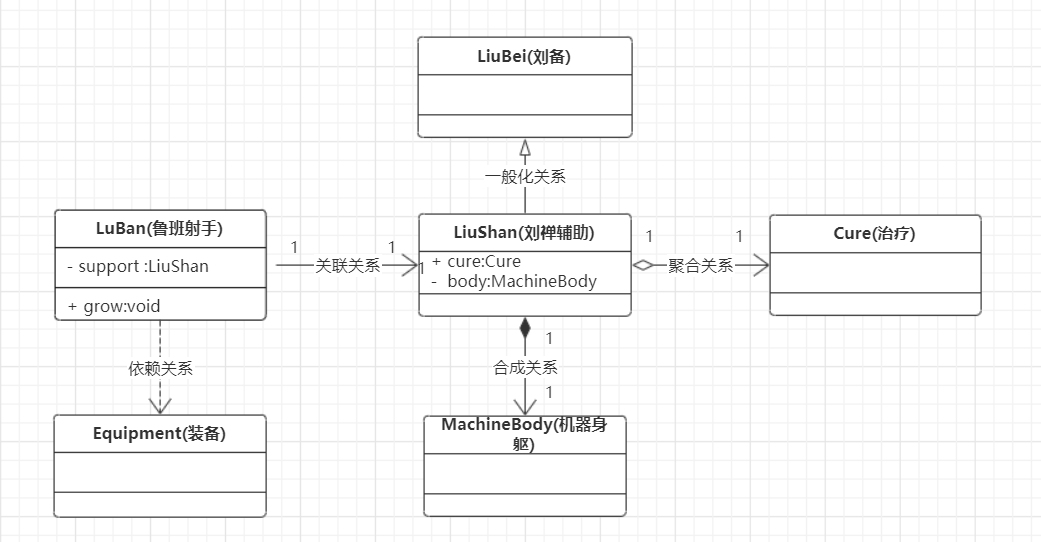 LiuBei(刘备)
一般化关系
LuBan(鲁班射手)
- support :LiuShan
+ grow:void
1
1
关联关系
1
LiuShan(刘禅辅助)
+ cure:Cure
- body:MachineBody
1
1
聚合关系
Cure(治疗)
依赖关系
1
合成关系
1
Equipment(装备)
MachineBody(机器身
躯)